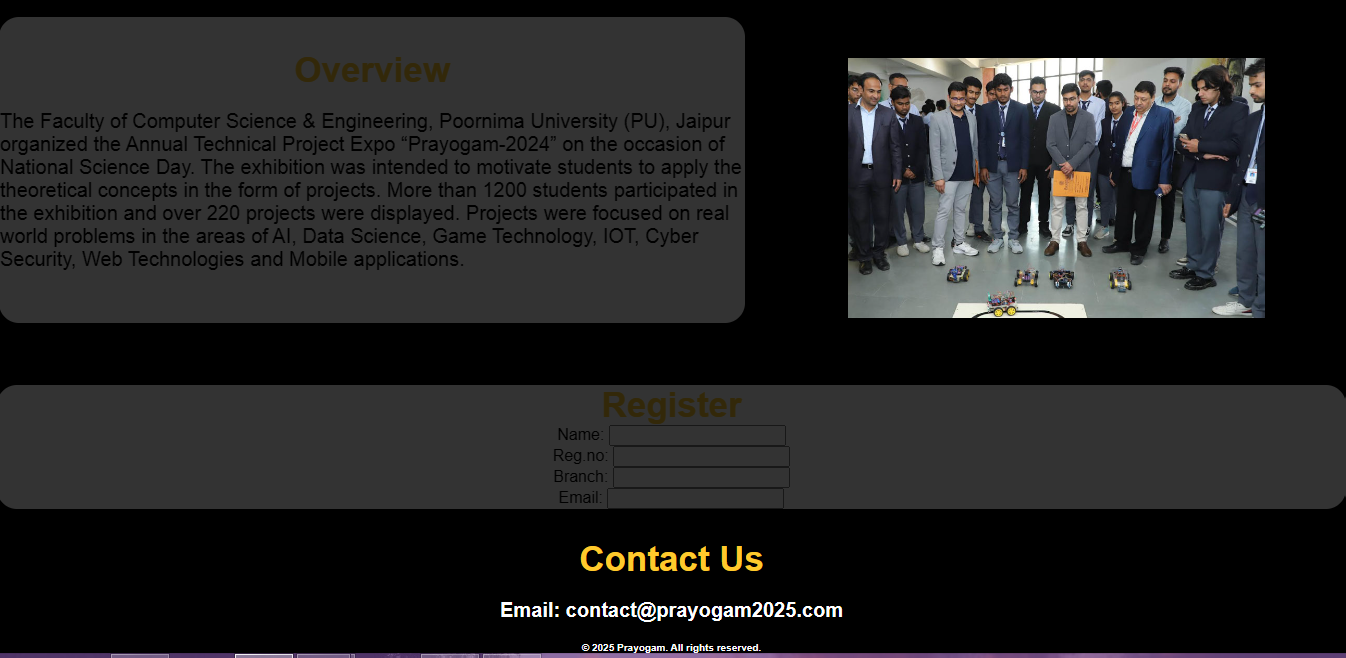 Overview
The Faculty of Computer Science & Engineering, Poornima University (PU), Jaipur
organized the Annual Technical Project Expo “Prayogam-2024” on the occasion of
National Science Day. The exhibition was intended to motivate students to apply the
theoretical concepts in the form of projects. More than 1200 students participated in
the exhibition and over 220 projects were displayed. Projects were focused on real
world problems in the areas of AI, Data Science, Game Technology, IOT, Cyber
Security, Web Technologies and Mobile applications.
Register
Name:
Reg.no:
Branch:
Email:
Contact Us
Email: contact@prayogam2025.com
© 2025 Prayogam. All rights reserved.